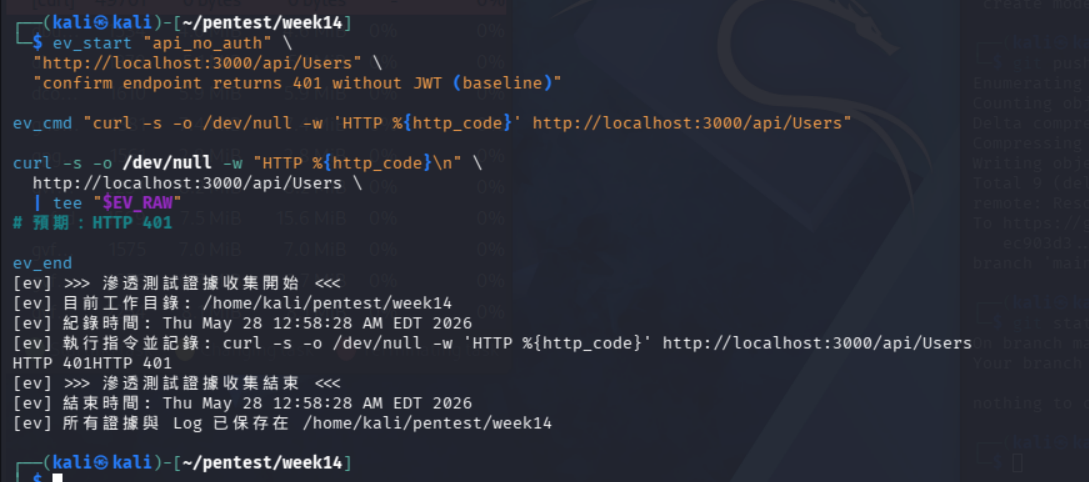 ┌──(kali㉿kali)-[~/pentest/week14]
└─$ ev_start "api_no_auth" \
  "http://localhost:3000/api/Users" \
  "confirm endpoint returns 401 without JWT (baseline)"

ev_cmd "curl -s -o /dev/null -w 'HTTP %{http_code}' http://localhost:3000/api/Users"

curl -s -o /dev/null -w "HTTP %{http_code}\n" \
  http://localhost:3000/api/Users \
  | tee "$EV_RAW"
# 預期：HTTP 401

ev_end
[ev] >>> 滲透測試證據收集開始 <<<
[ev] 目前工作目錄: /home/kali/pentest/week14
[ev] 紀錄時間: Thu May 28 12:58:28 AM EDT 2026
[ev] 執行指令並記錄: curl -s -o /dev/null -w 'HTTP %{http_code}' http://localhost:3000/api/Users
HTTP 401HTTP 401
[ev] >>> 滲透測試證據收集結束 <<<
[ev] 結束時間: Thu May 28 12:58:28 AM EDT 2026
[ev] 所有證據與 Log 已保存在 /home/kali/pentest/week14

┌──(kali㉿kali)-[~/pentest/week14]
└─$